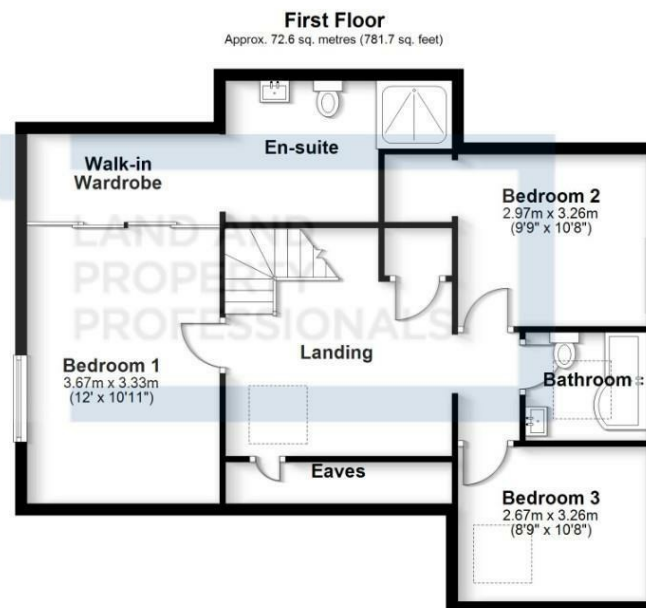 First Floor
Approx. 72.6 sq. metres (781.7 sq. feet)
En-suite
Walk-in
Wardrobe
Bedroom 2
2.97m x 3.26m
(9'9" x 10'8")
LAND AND
PROPERTY
PROFESSIONALS
Bedroom 1
3.67m x 3.33m
(12' x 10'11")
Landing
Bathroom
Eaves
Bedroom 3
2.67m x 3.26m
(8'9" x 10'8")